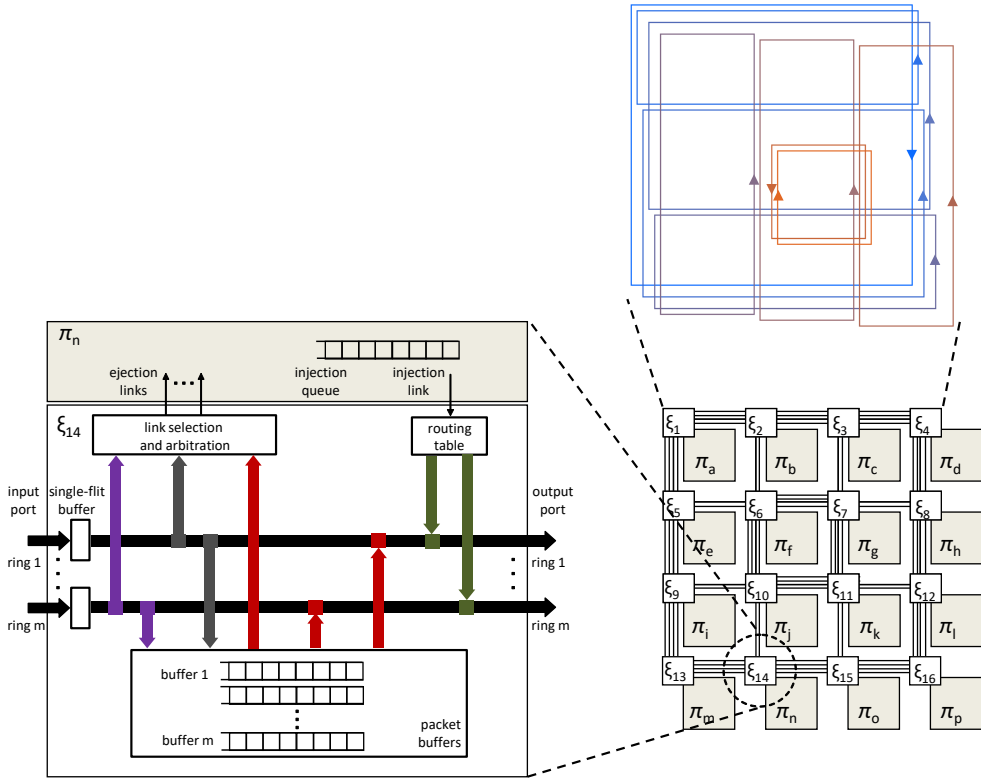 π_n
ejection
links
injection
queue
injection
link
ξ_14
link selection
and arbitration
routing
table
input
port
single-flit
buffer
output
port
ring 1
ring 1
ring m
ring m
buffer 1
buffer m
packet
buffers
ξ_1 ξ_2 ξ_3 ξ_4
π_a π_b π_c π_d
ξ_5 ξ_6 ξ_7 ξ_8
π_e π_f π_g π_h
ξ_9 ξ_10 ξ_11 ξ_12
π_i π_j π_k π_l
ξ_13 ξ_14 ξ_15 ξ_16
π_m π_n π_o π_p